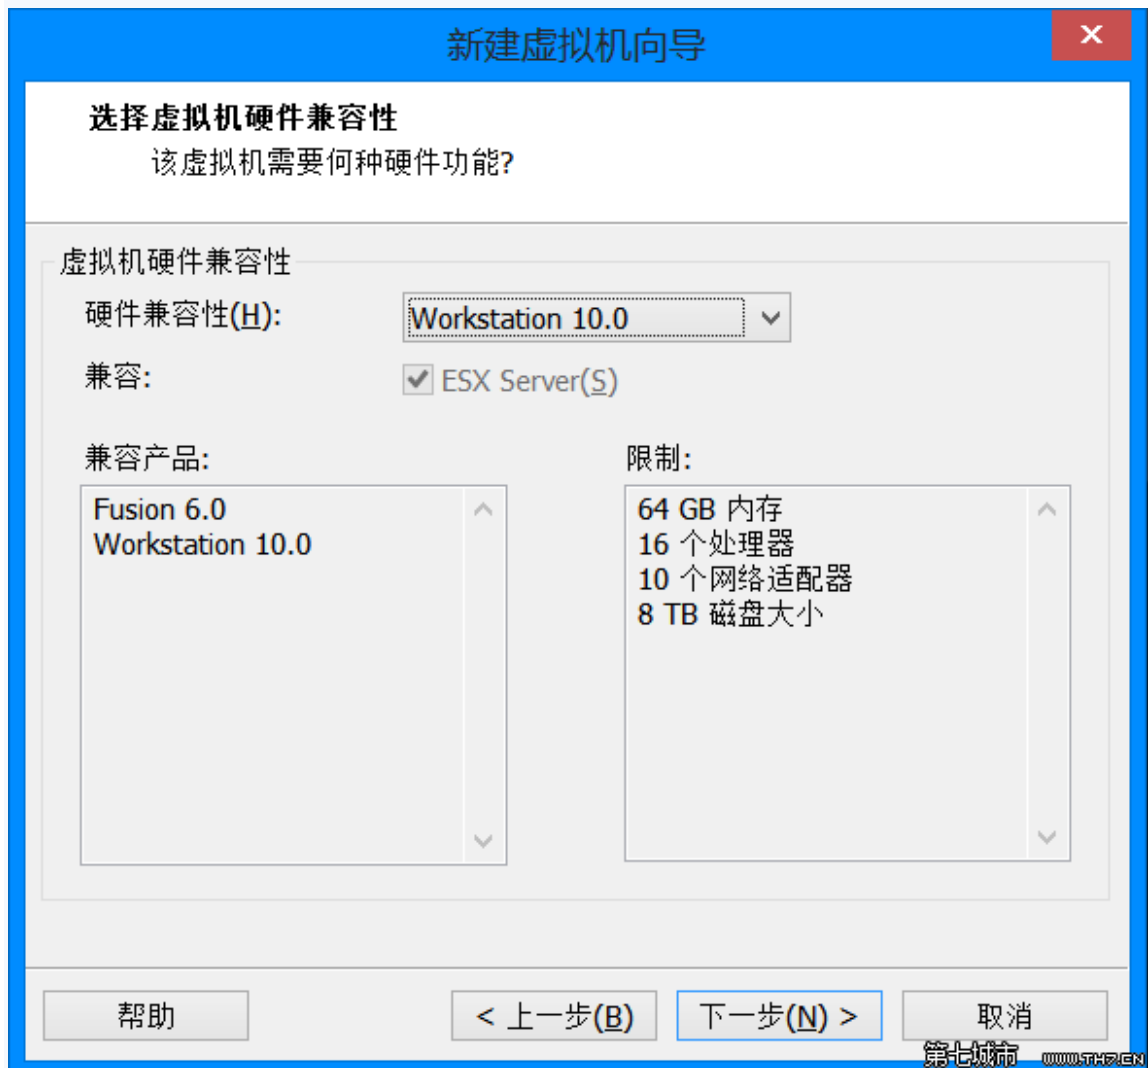 新建虚拟机向导
选择虚拟机硬件兼容性
该虚拟机需要何种硬件功能?
虚拟机硬件兼容性
硬件兼容性(H): Workstation 10.0
兼容: ESX Server(S)
兼容产品:
Fusion 6.0
Workstation 10.0
限制:
64 GB 内存
16 个处理器
10 个网络适配器
8 TB 磁盘大小
帮助 < 上一步(B) 下一步(N) > 取消
第七城市 www.TH7.CN